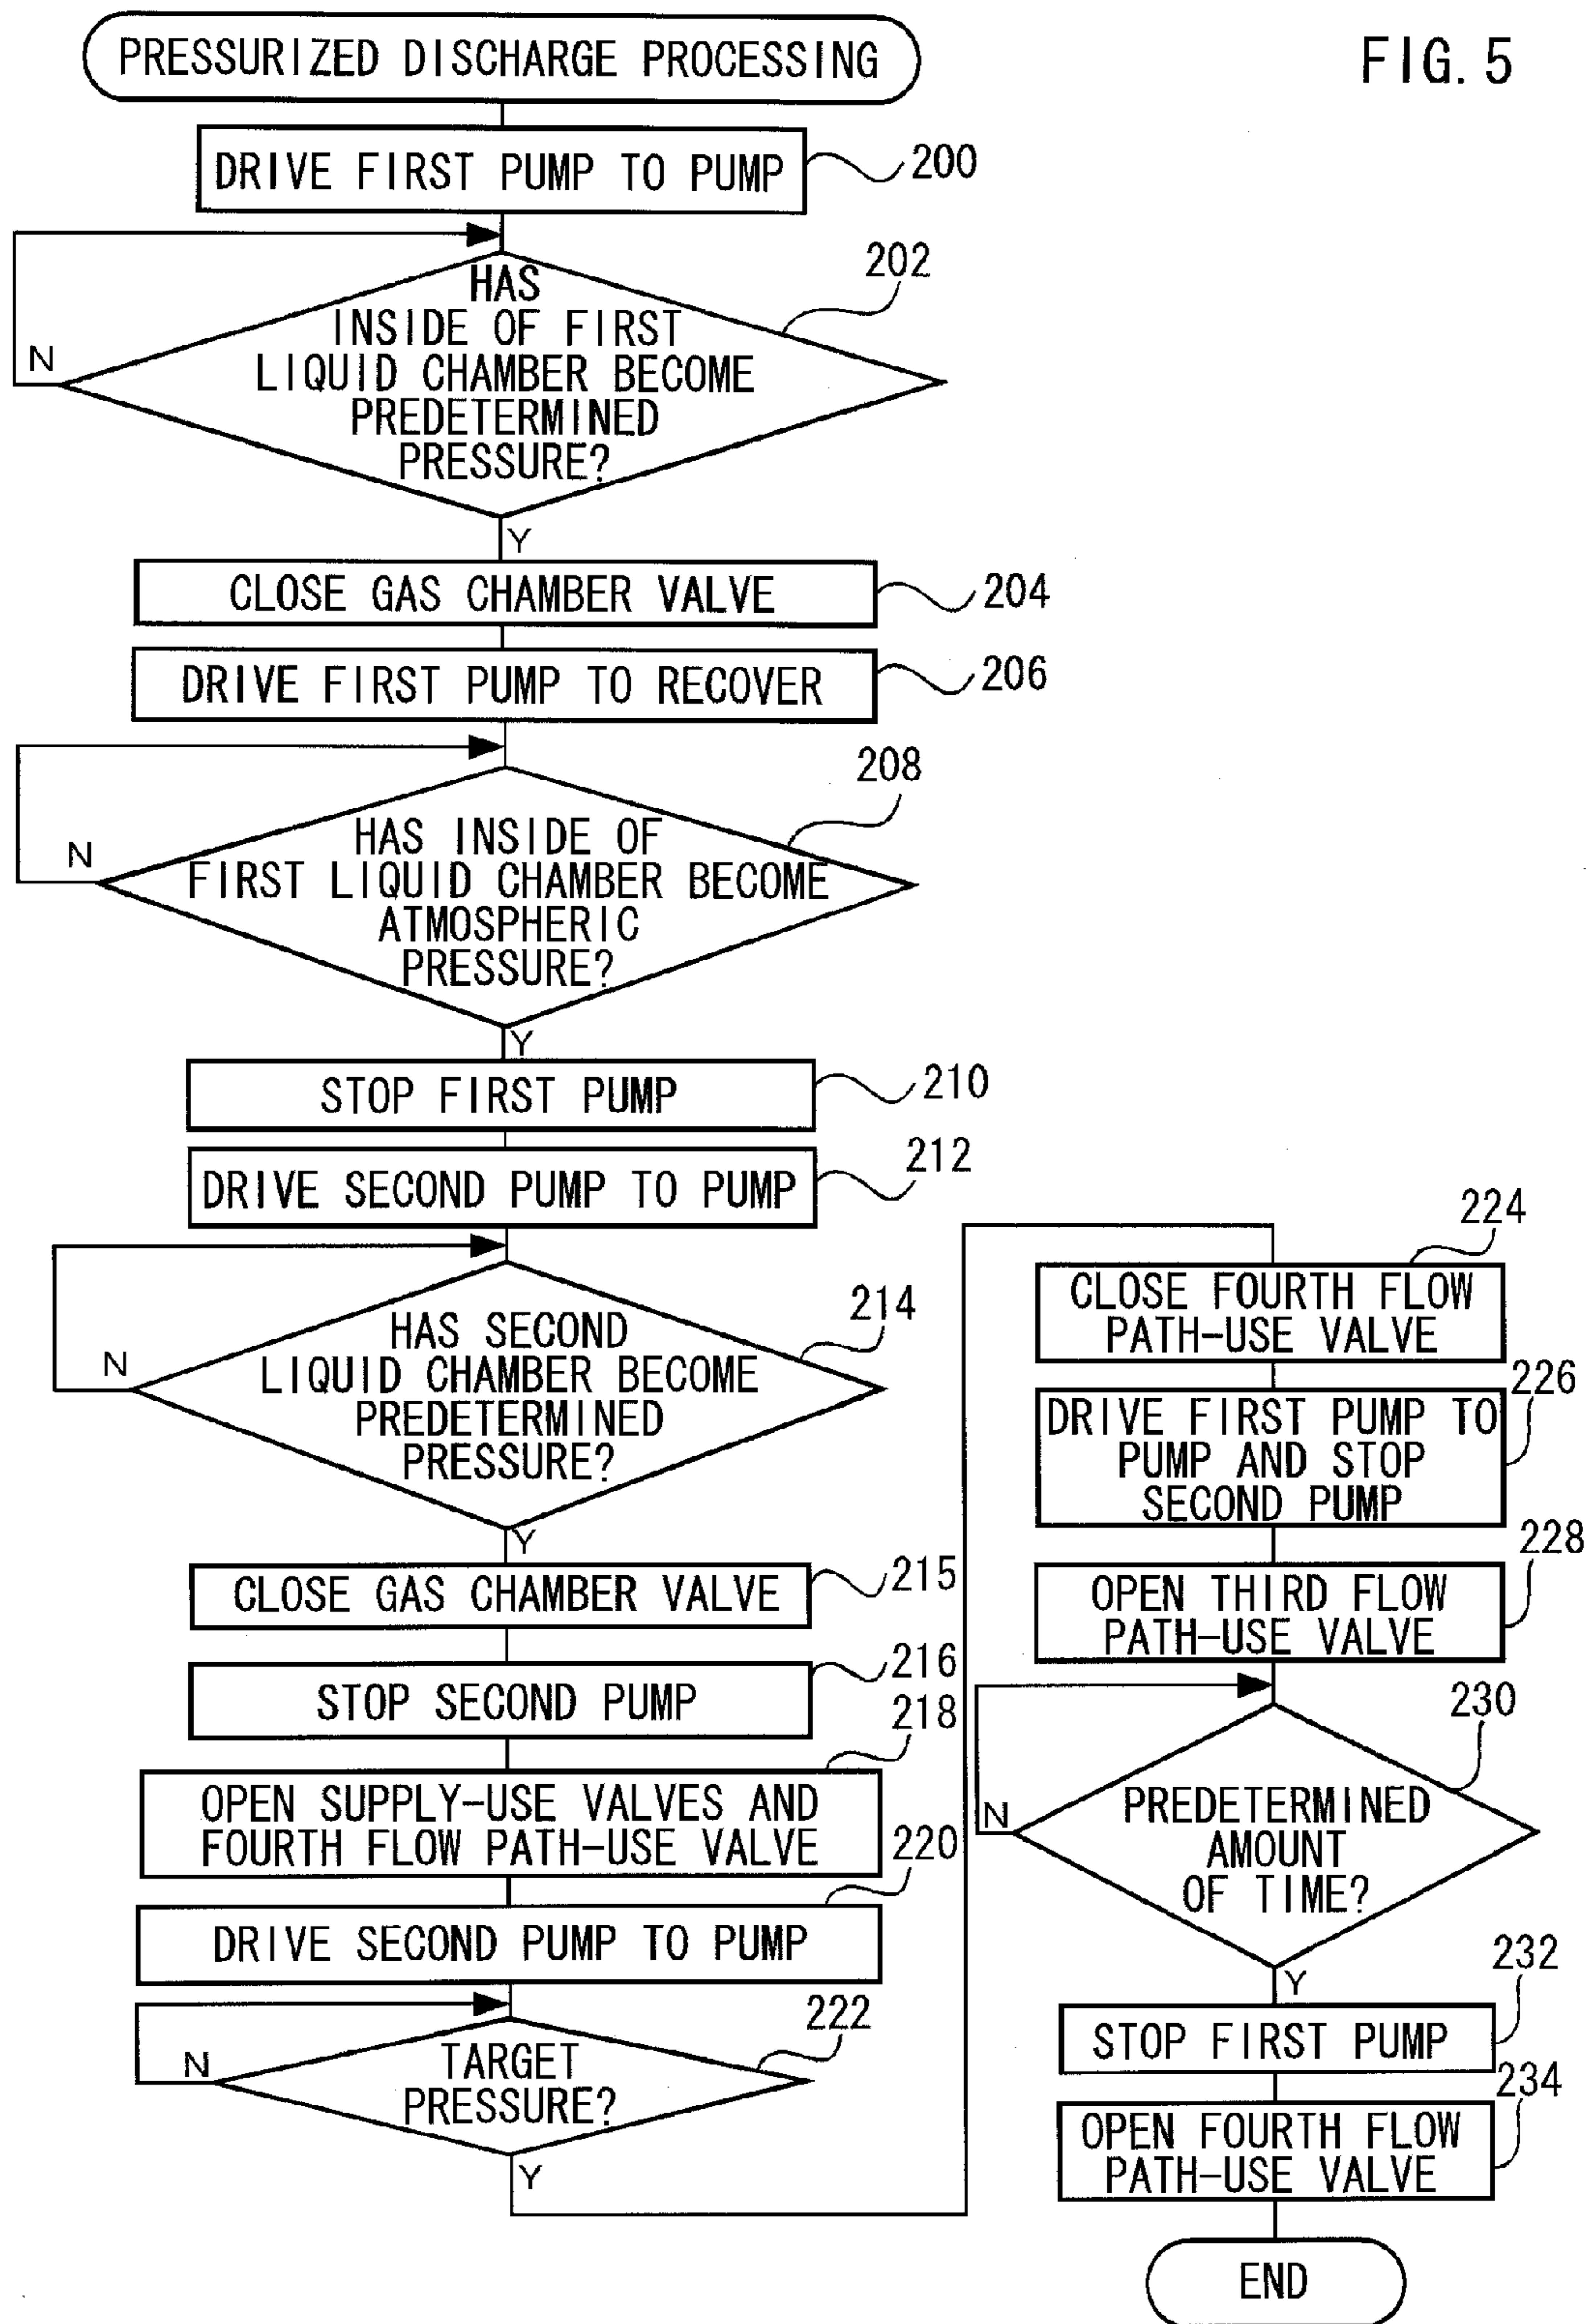 PRESSURIZED DISCHARGE PROCESSING
FIG. 5
DRIVE FIRST PUMP TO PUMP
200
HAS
INSIDE OF FIRST
LIQUID CHAMBER BECOME
PREDETERMINED
PRESSURE?
202
N
Y
CLOSE GAS CHAMBER VALVE
204
DRIVE FIRST PUMP TO RECOVER
206
HAS INSIDE OF
FIRST LIQUID CHAMBER BECOME
ATMOSPHERIC
PRESSURE?
208
N
Y
STOP FIRST PUMP
210
DRIVE SECOND PUMP TO PUMP
212
HAS SECOND
LIQUID CHAMBER BECOME
PREDETERMINED
PRESSURE?
214
N
Y
CLOSE GAS CHAMBER VALVE
215
STOP SECOND PUMP
216
OPEN SUPPLY-USE VALVES AND
FOURTH FLOW PATH-USE VALVE
218
DRIVE SECOND PUMP TO PUMP
220
TARGET
PRESSURE?
222
N
Y
CLOSE FOURTH FLOW
PATH-USE VALVE
224
DRIVE FIRST PUMP TO
PUMP AND STOP
SECOND PUMP
226
OPEN THIRD FLOW
PATH-USE VALVE
228
PREDETERMINED
AMOUNT
OF TIME?
230
N
Y
STOP FIRST PUMP
232
OPEN FOURTH FLOW
PATH-USE VALVE
234
END